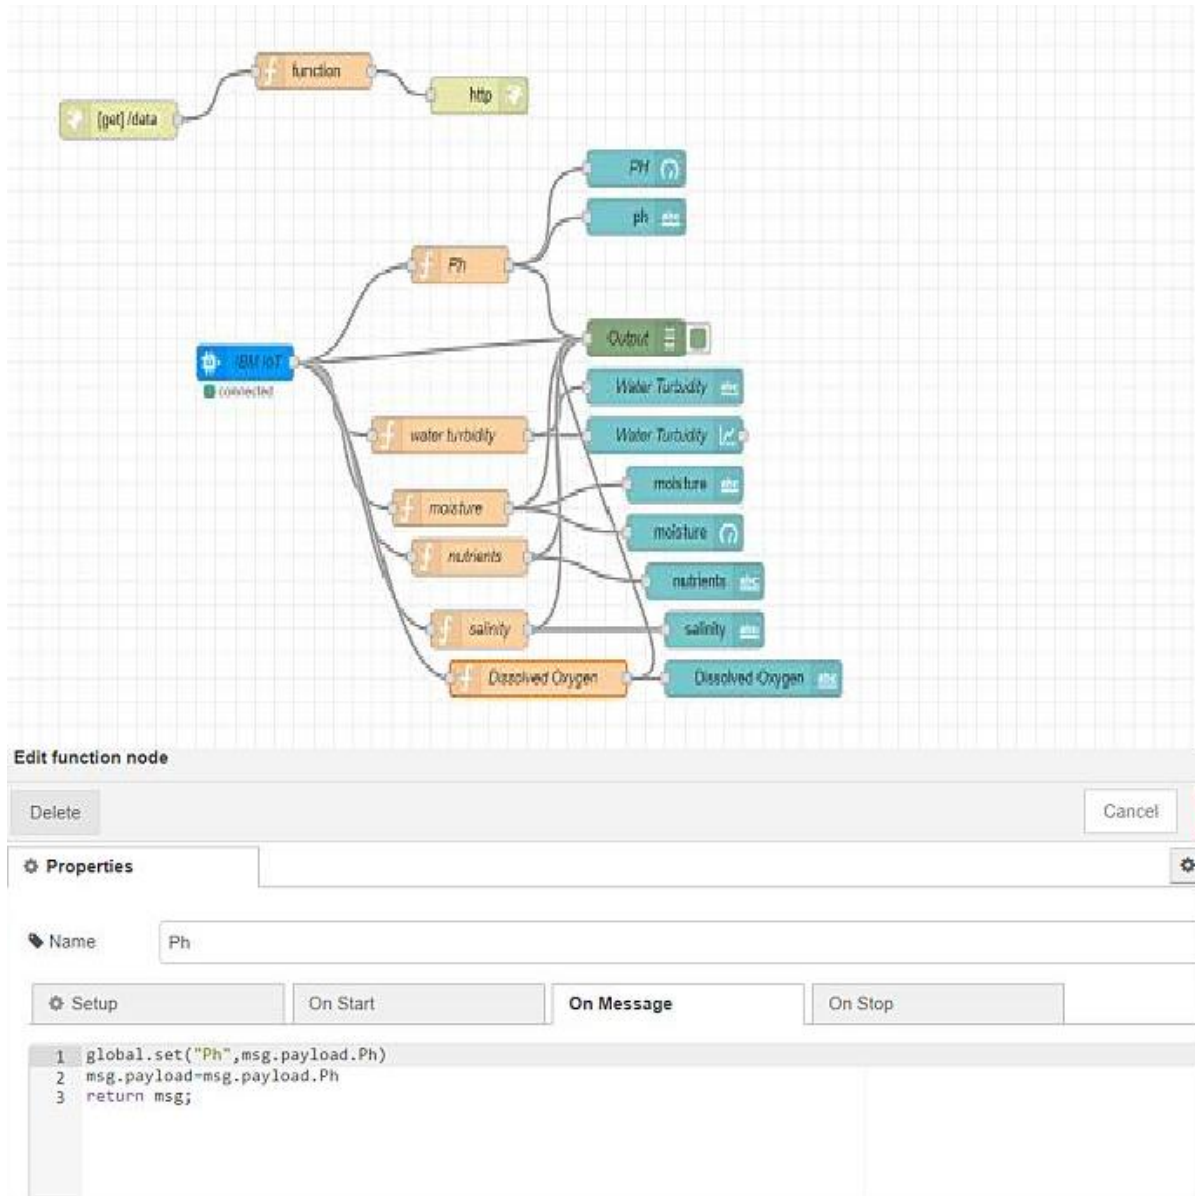 function
http
[get] /data
PH
ph
Ph
Output
IBM IoT
connected
Water Turbidity
water turbidity
Water Turbidity
moisture
moisture
moisture
nutrients
nutrients
salinity
salinity
Dissolved Oxygen
Dissolved Oxygen
Edit function node
Delete
Cancel
Properties
Name
Ph
Setup
On Start
On Message
On Stop
1 global.set("Ph",msg.payload.Ph)
2 msg.payload=msg.payload.Ph
3 return msg;